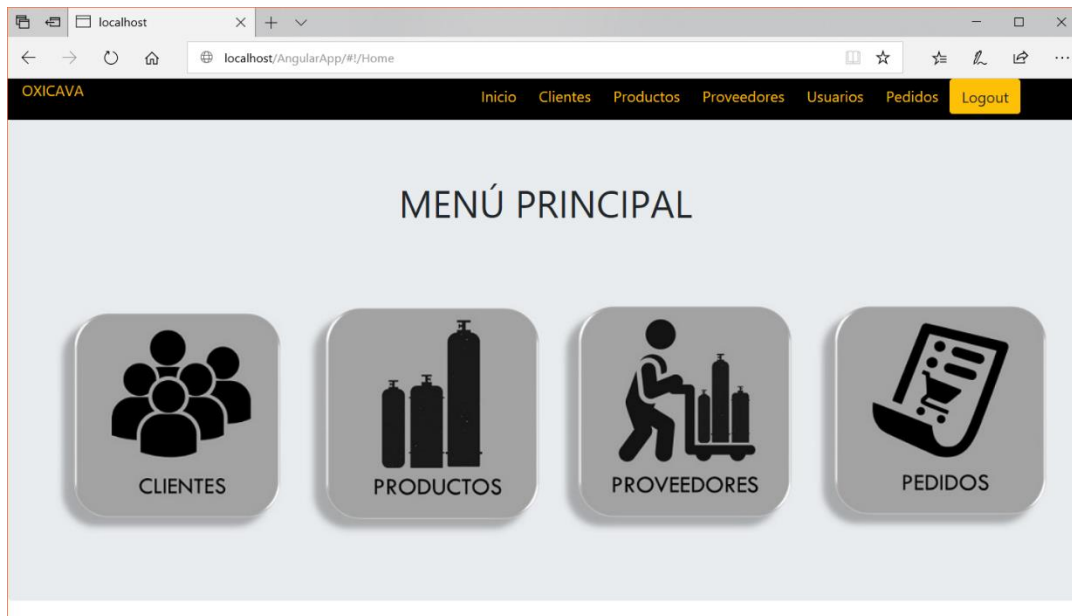 localhost
localhost/AngularApp/#!/Home
OXICAVA
Inicio Clientes Productos Proveedores Usuarios Pedidos Logout
MENÚ PRINCIPAL
CLIENTES
PRODUCTOS
PROVEEDORES
PEDIDOS